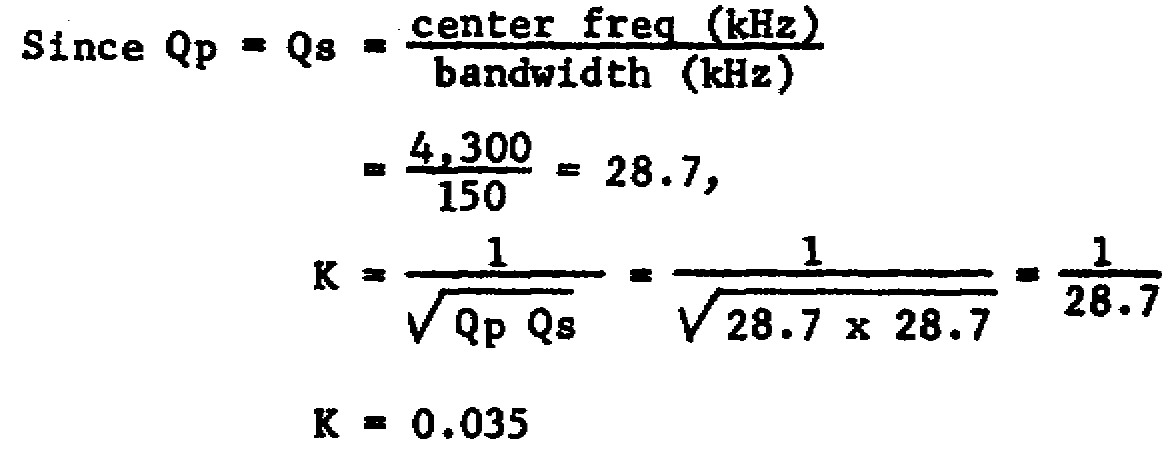 Since Qp = Qs = center freq (kHz) / bandwidth (kHz)
= 4,300 / 150 = 28.7,
K = 1 / √Qp Qs = 1 / √28.7 x 28.7 = 1 / 28.7
K = 0.035